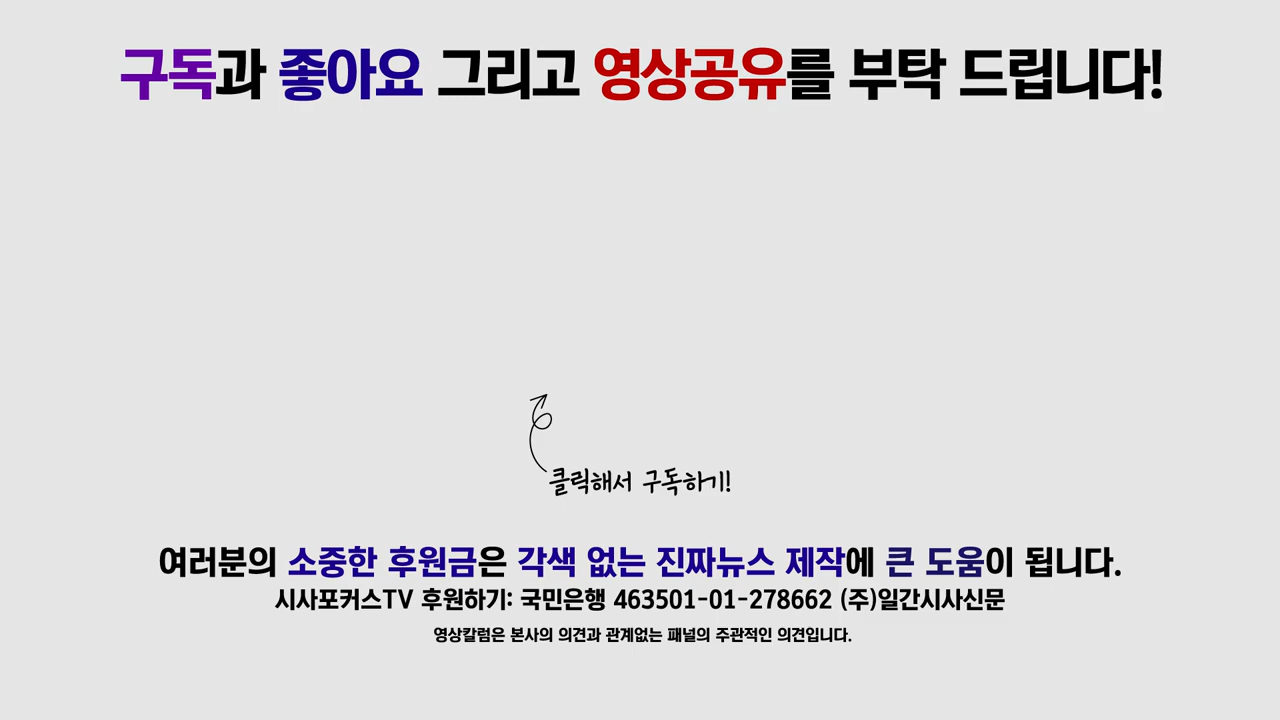 구독과 좋아요 그리고 영상공유를 부탁 드립니다!
클릭해서 구독하기!
여러분의 소중한 후원금은 각색 없는 진짜뉴스 제작에 큰 도움이 됩니다.
시사포커스TV 후원하기: 국민은행 463501-01-278662 (주)일간시사신문
영상칼럼은 본사의 의견과 관계없는 패널의 주관적인 의견입니다.